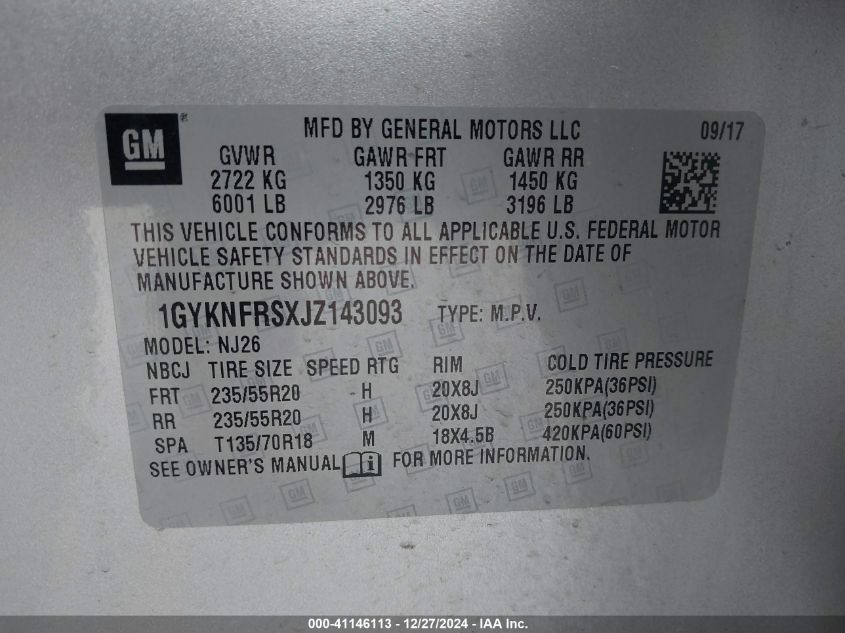 GM®
MFD BY GENERAL MOTORS LLC 09/17
GVWR GAWR FRT GAWR RR
2722 KG 1350 KG 1450 KG
6001 LB 2976 LB 3196 LB
THIS VEHICLE CONFORMS TO ALL APPLICABLE U.S. FEDERAL MOTOR
VEHICLE SAFETY STANDARDS IN EFFECT ON THE DATE OF
MANUFACTURE SHOWN ABOVE.
1GYKNFRSXJZ143093 TYPE: M.P.V.
MODEL: NJ26
NBCJ TIRE SIZE SPEED RTG RIM COLD TIRE PRESSURE
FRT 235/55R20 H 20X8J 250KPA(36PSI)
RR 235/55R20 H 20X8J 250KPA(36PSI)
SPA T135/70R18 M 18X4.5B 420KPA(60PSI)
SEE OWNER'S MANUAL FOR MORE INFORMATION.
000-41146113 - 12/27/2024 - IAA Inc.